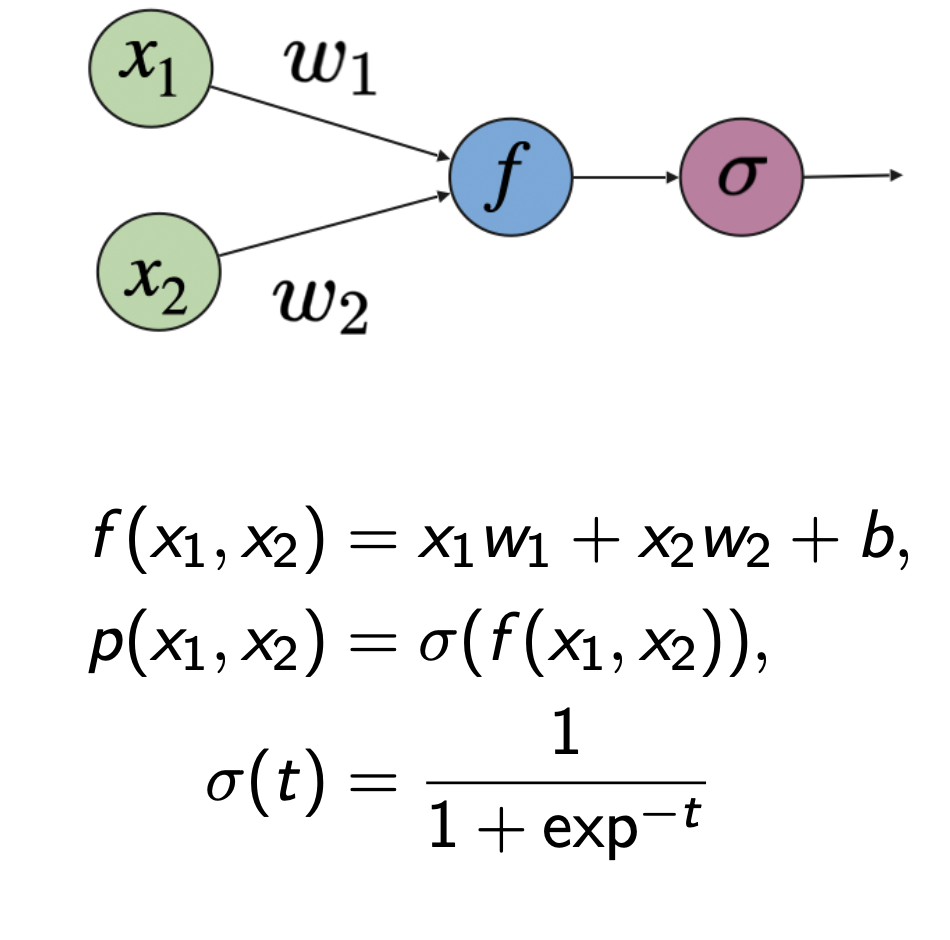 x₁
w₁
f
σ
x₂
w₂
f(x₁, x₂) = x₁w₁ + x₂w₂ + b,
p(x₁, x₂) = σ(f(x₁, x₂)),
σ(t) = 1 / (1 + exp⁻ᵗ)